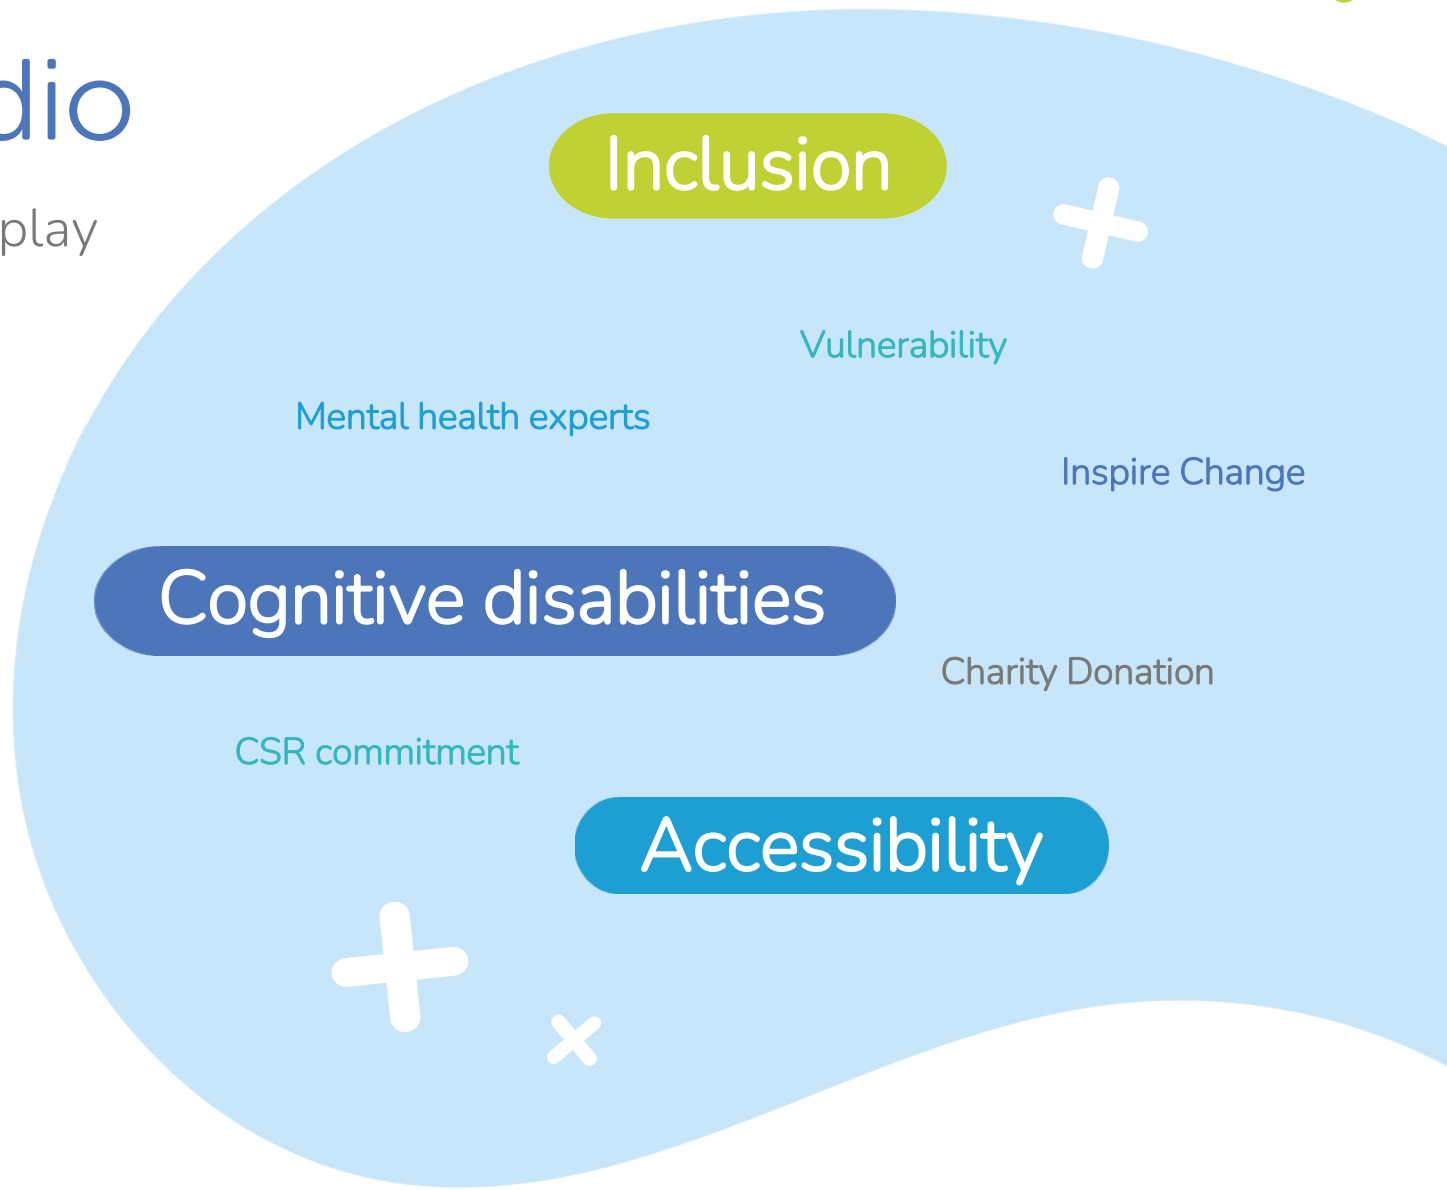 dio
play
Inclusion
Vulnerability
Mental health experts
Inspire Change
Cognitive disabilities
Charity Donation
CSR commitment
Accessibility